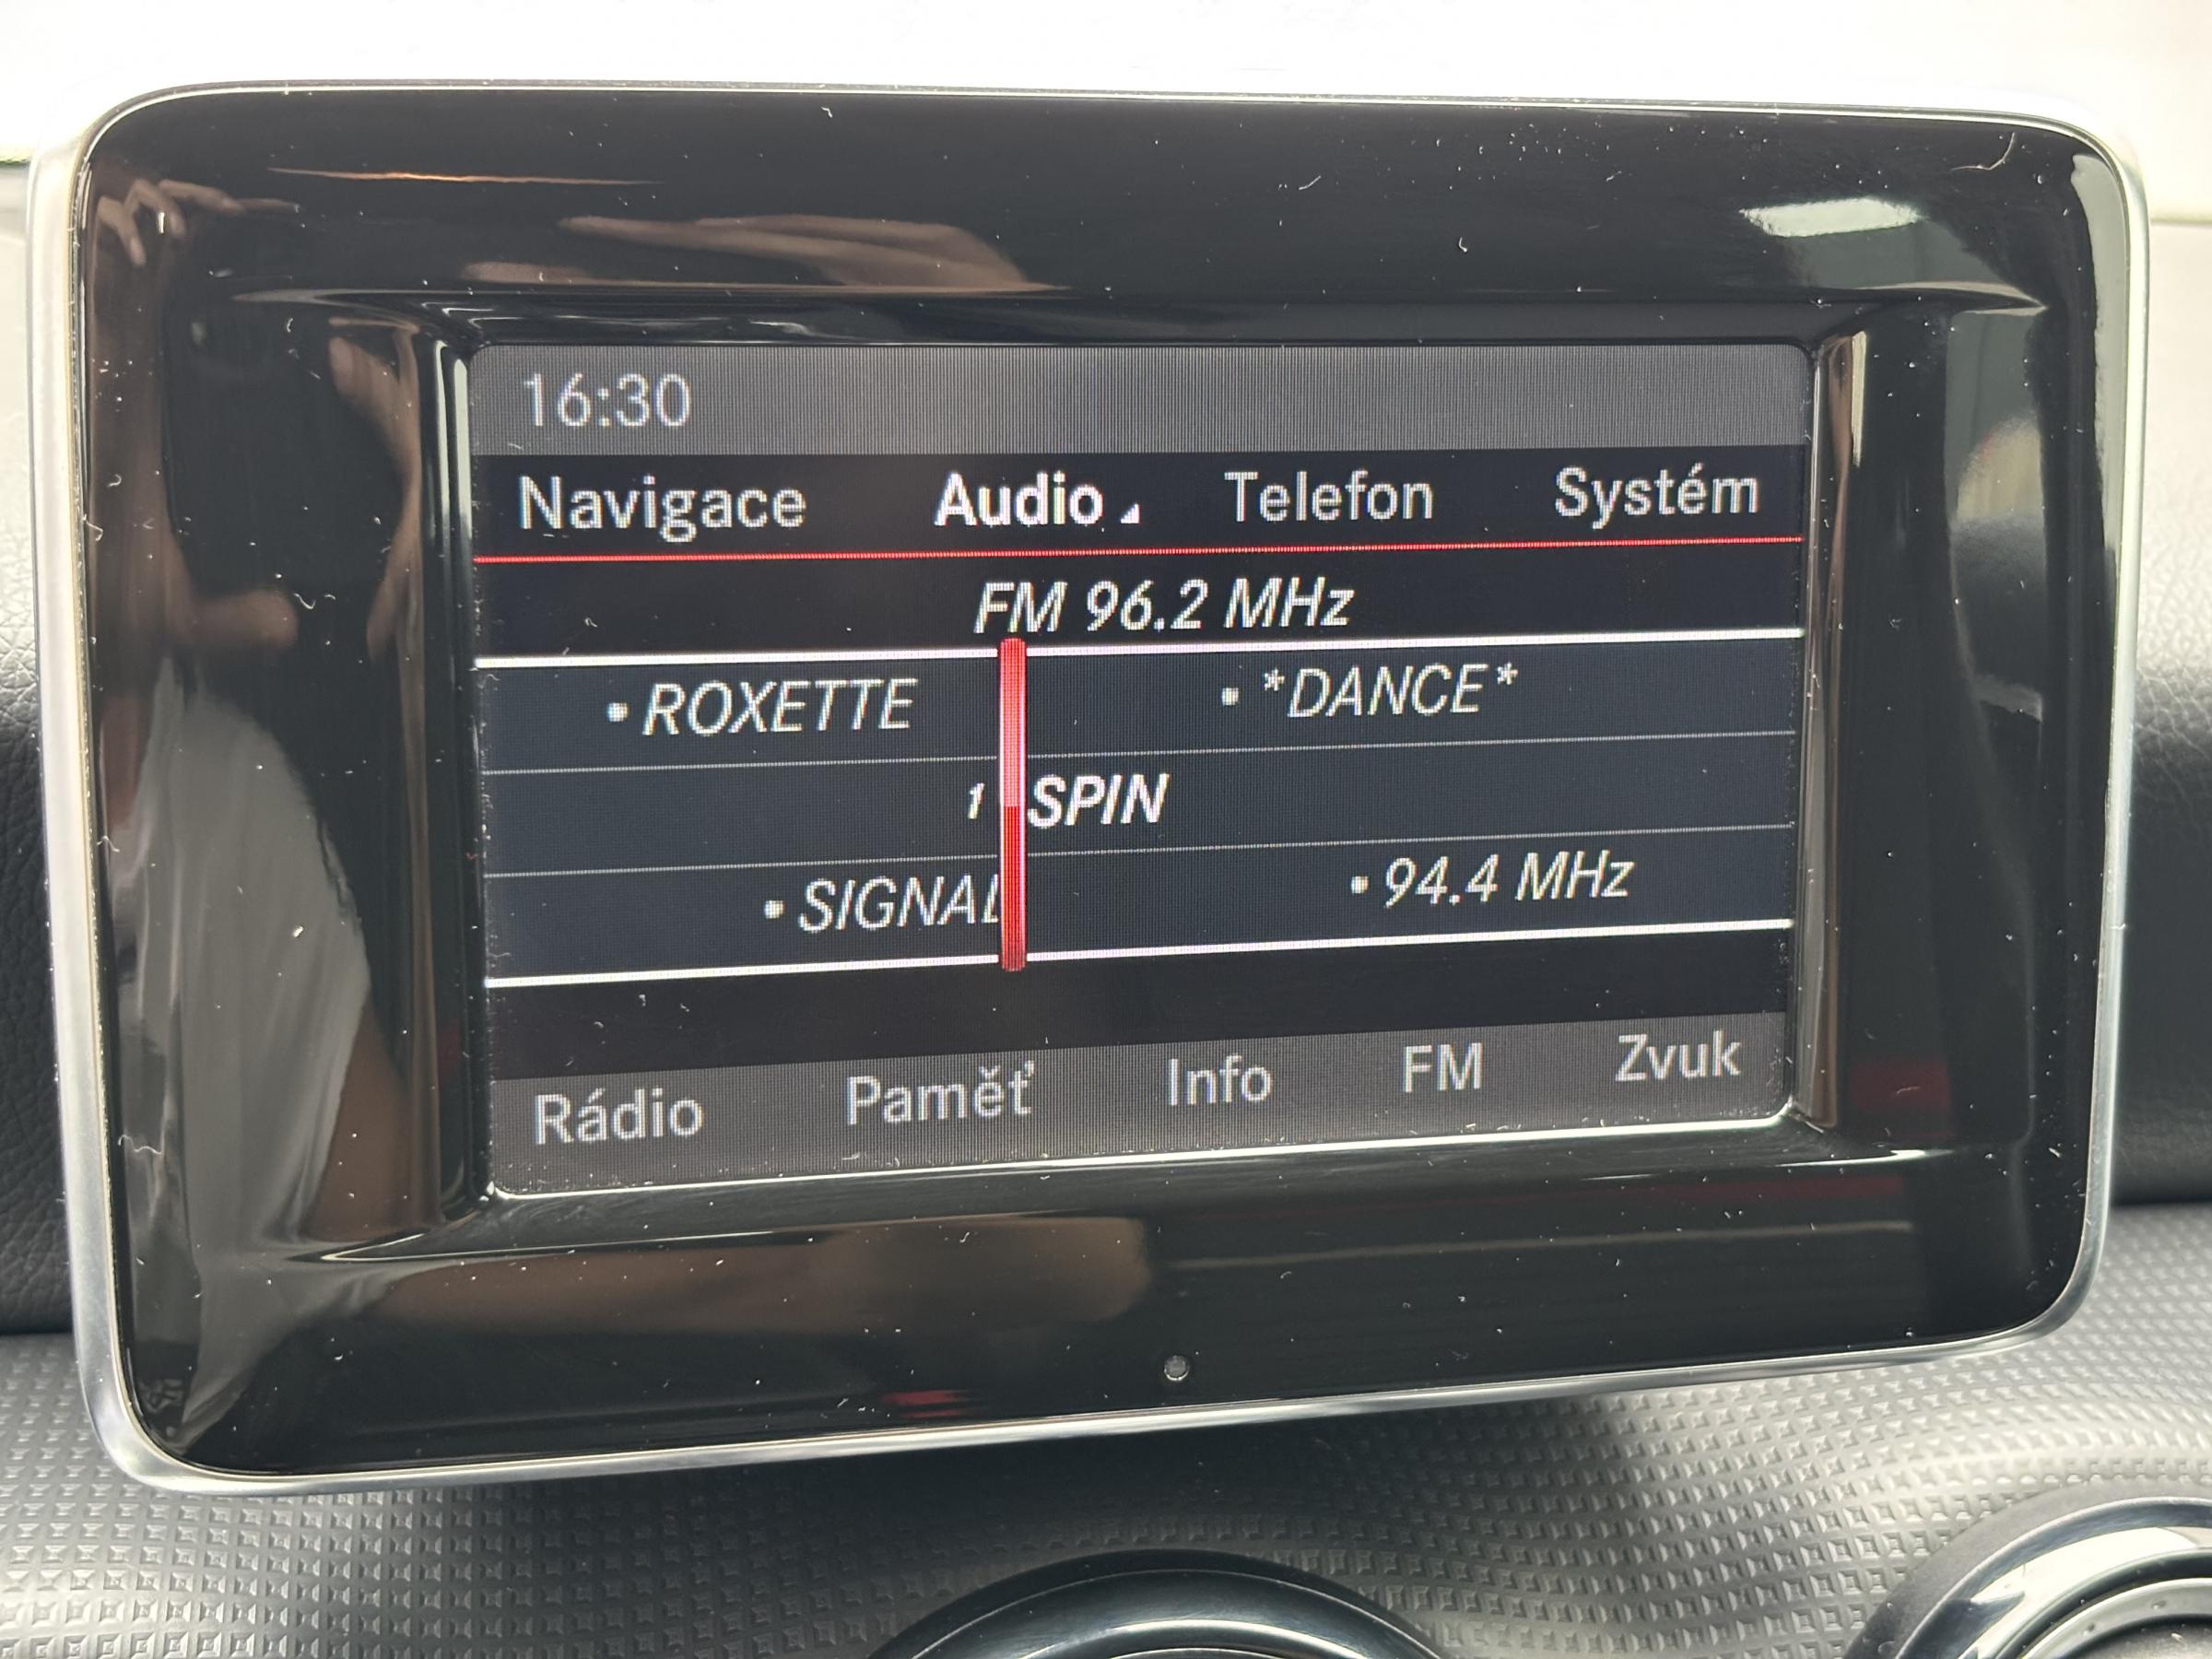 16:30
Navigace Audio Telefon Systém
FM 96.2 MHz
• ROXETTE • *DANCE*
1 SPIN
• SIGNAL • 94.4 MHz
Rádio Paměť Info FM Zvuk